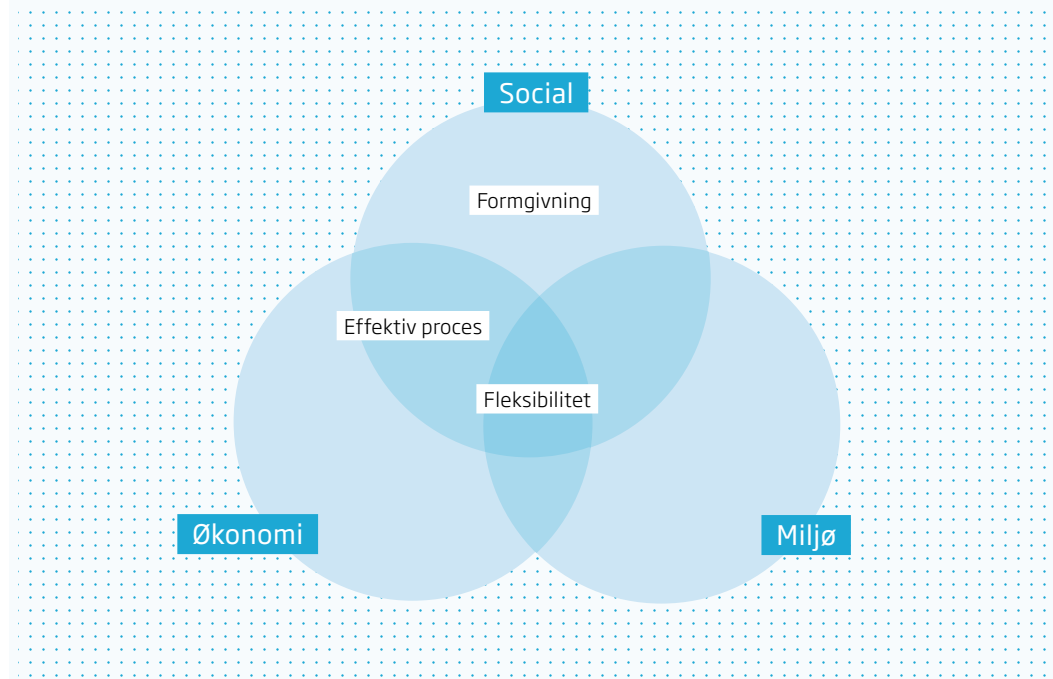 Social
Formgivning
Effektiv proces
Fleksibilitet
Økonomi
Miljø